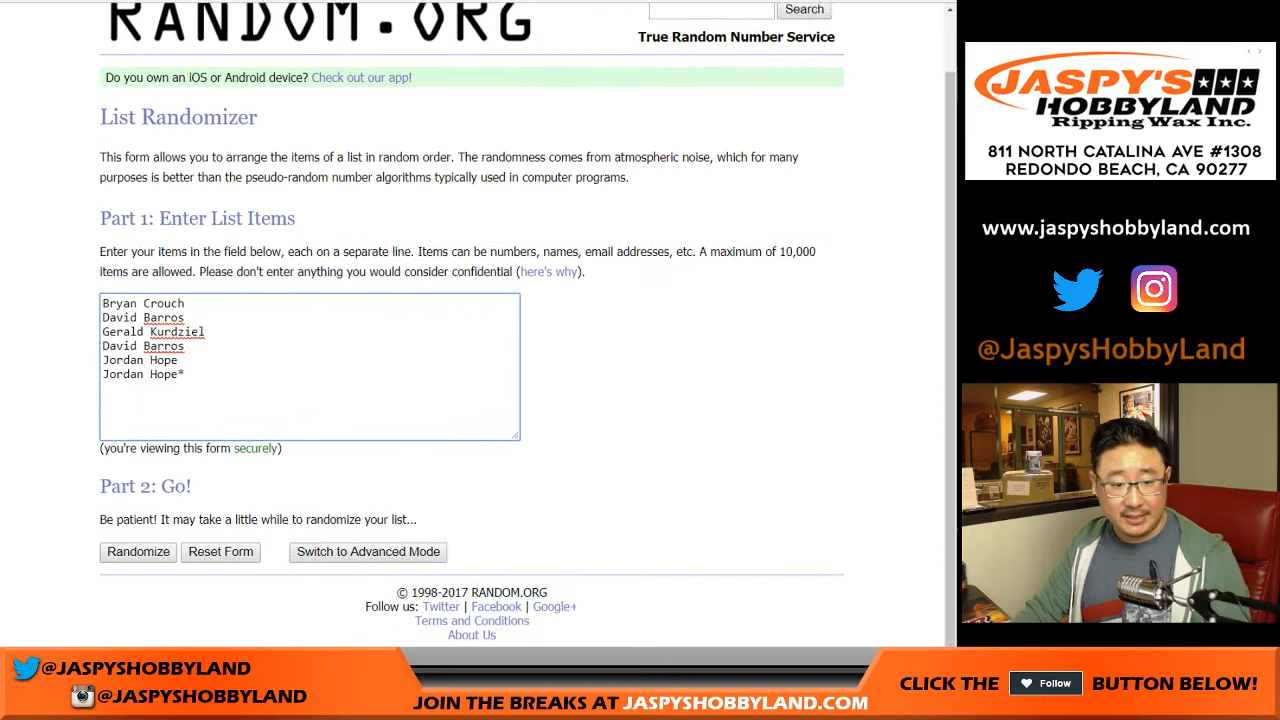 RANDOM.ORG
Search
True Random Number Service
Do you own an iOS or Android device? Check out our app!
List Randomizer
This form allows you to arrange the items of a list in random order. The randomness comes from atmospheric noise, which for many
purposes is better than the pseudo-random number algorithms typically used in computer programs.
Part 1: Enter List Items
Enter your items in the field below, each on a separate line. Items can be numbers, names, email addresses, etc. A maximum of 10,000
items are allowed. Please don't enter anything you would consider confidential (here's why).
Bryan Crouch
David Barros
Gerald Kurdziel
David Barros
Jordan Hope
Jordan Hope*
(you're viewing this form securely)
Part 2: Go!
Be patient! It may take a little while to randomize your list...
Randomize
Reset Form
Switch to Advanced Mode
© 1998-2017 RANDOM.ORG
Follow us: Twitter | Facebook | Google+
Terms and Conditions
About Us
JASPY'S
HOBBYLAND
Ripping Wax Inc.
811 NORTH CATALINA AVE #1308
REDONDO BEACH, CA 90277
www.jaspyshobbyland.com
@JaspysHobbyLand
@JASPYSHOBBYLAND
@JASPYSHOBBYLAND
JOIN THE BREAKS AT JASPYSHOBBYLAND.COM
CLICK THE Follow BUTTON BELOW!